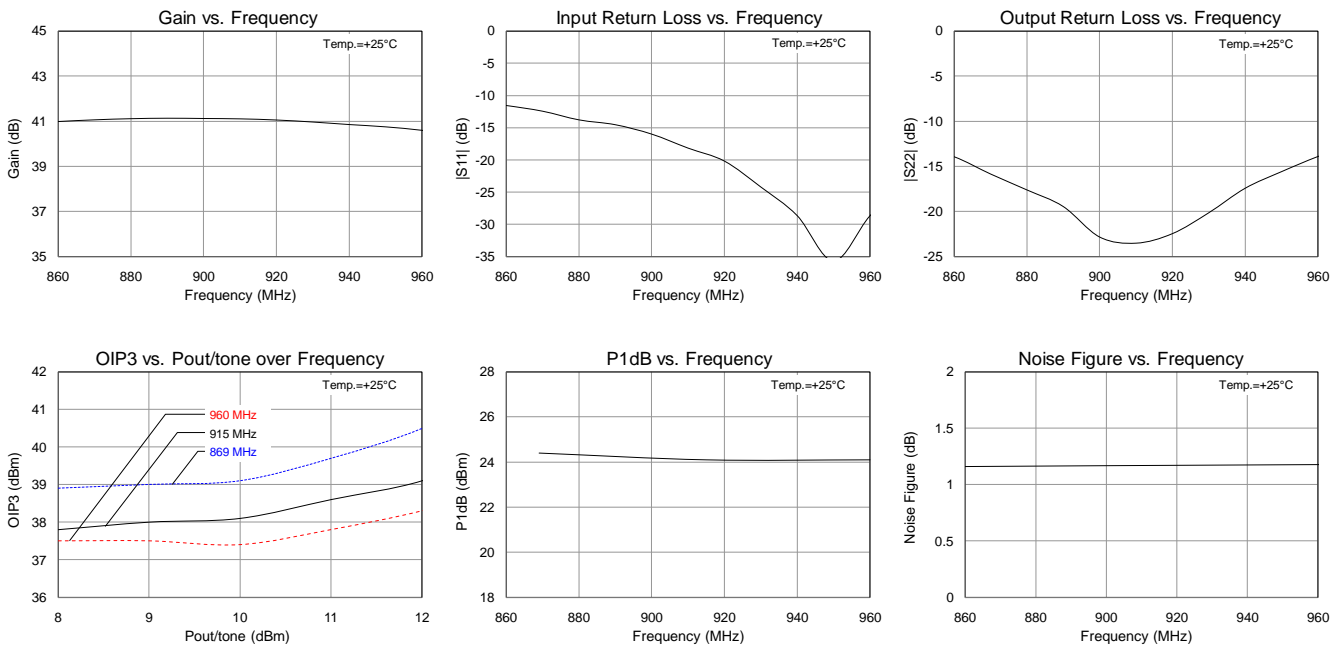 Gain vs. Frequency
Temp.=+25°C
Gain (dB)
45
43
41
39
37
35
860 880 900 920 940 960
Frequency (MHz)
Input Return Loss vs. Frequency
Temp.=+25°C
|S11| (dB)
0
-5
-10
-15
-20
-25
-30
-35
860 880 900 920 940 960
Frequency (MHz)
Output Return Loss vs. Frequency
Temp.=+25°C
|S22| (dB)
0
-5
-10
-15
-20
-25
860 880 900 920 940 960
Frequency (MHz)
OIP3 vs. Pout/tone over Frequency
Temp.=+25°C
OIP3 (dBm)
42
41
40
39
38
37
36
960 MHz
915 MHz
869 MHz
8 9 10 11 12
Pout/tone (dBm)
P1dB vs. Frequency
Temp.=+25°C
P1dB (dBm)
28
26
24
22
20
18
860 880 900 920 940 960
Frequency (MHz)
Noise Figure vs. Frequency
Temp.=+25°C
Noise Figure (dB)
2
1.5
1
0.5
0
860 880 900 920 940 960
Frequency (MHz)